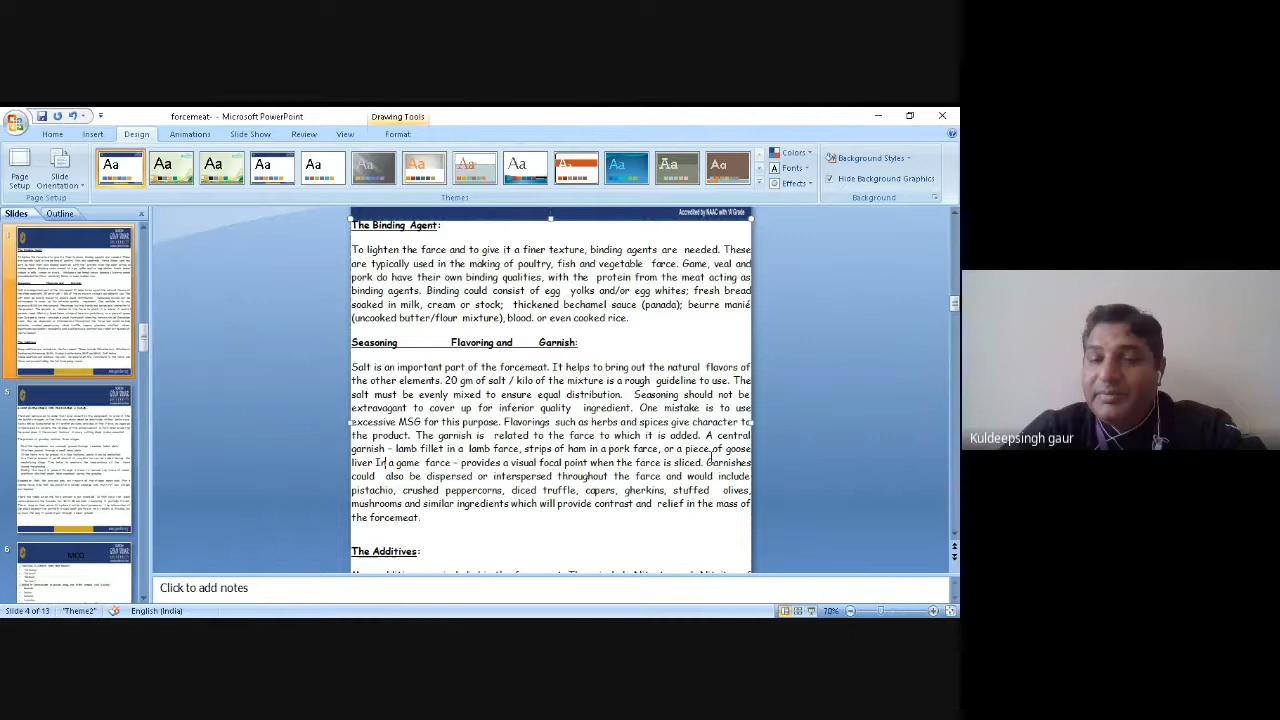 forcemeat- - Microsoft PowerPoint
Drawing Tools
Home Insert Design Animations Slide Show Review View Format
Page Setup
Slide Orientation
Colors
Fonts
Effects
Background Styles
Hide Background Graphics
Page Setup
Themes
Background
Slides Outline
Accredited by NAAC with 'A' Grade
The Binding Agent:
To lighten the farce and to give it a finer texture, binding agents are needed. These
are typically used in the making of poultry, fish and vegetable farce. Game, veal and
pork do have their own binding qualities, with the protein from the meat acting as
binding agents. Binding could consist of egg yolks and/or egg whites; fresh bread
soaked in milk, cream or stock; thickened bechamel sauce (panada); beurre manie
(uncooked butter/flour mixture), blood. or even cooked rice.
Seasoning Flavoring and Garnish:
Salt is an important part of the forcemeat. It helps to bring out the natural flavors of
the other elements. 20 gm of salt / kilo of the mixture is a rough guideline to use. The
salt must be evenly mixed to ensure equal distribution. Seasoning should not be
extravagant to cover up for inferior quality ingredient. One mistake is to use
excessive MSG for this purpose. Flavorings such as herbs and spices give character to
the product. The garnish is related to the farce to which it is added. A central
garnish – lamb fillet in a lamb farce, strips of ham in a pork farce, or a piece of goose
liver In a game farce – provides a visual focal point when the farce is sliced. Garnishes
could also be dispersed or interspersed throughout the farce and would include
pistachio, crushed peppercorns, diced truffle, capers, gherkins, stuffed olives,
mushrooms and similar ingredients which will provide contrast and relief in the mass of
the forcemeat.
The Additives:
5
6
MCQ
Click to add notes
Slide 4 of 13 "Theme2" English (India) 70%
Kuldeepsingh gaur